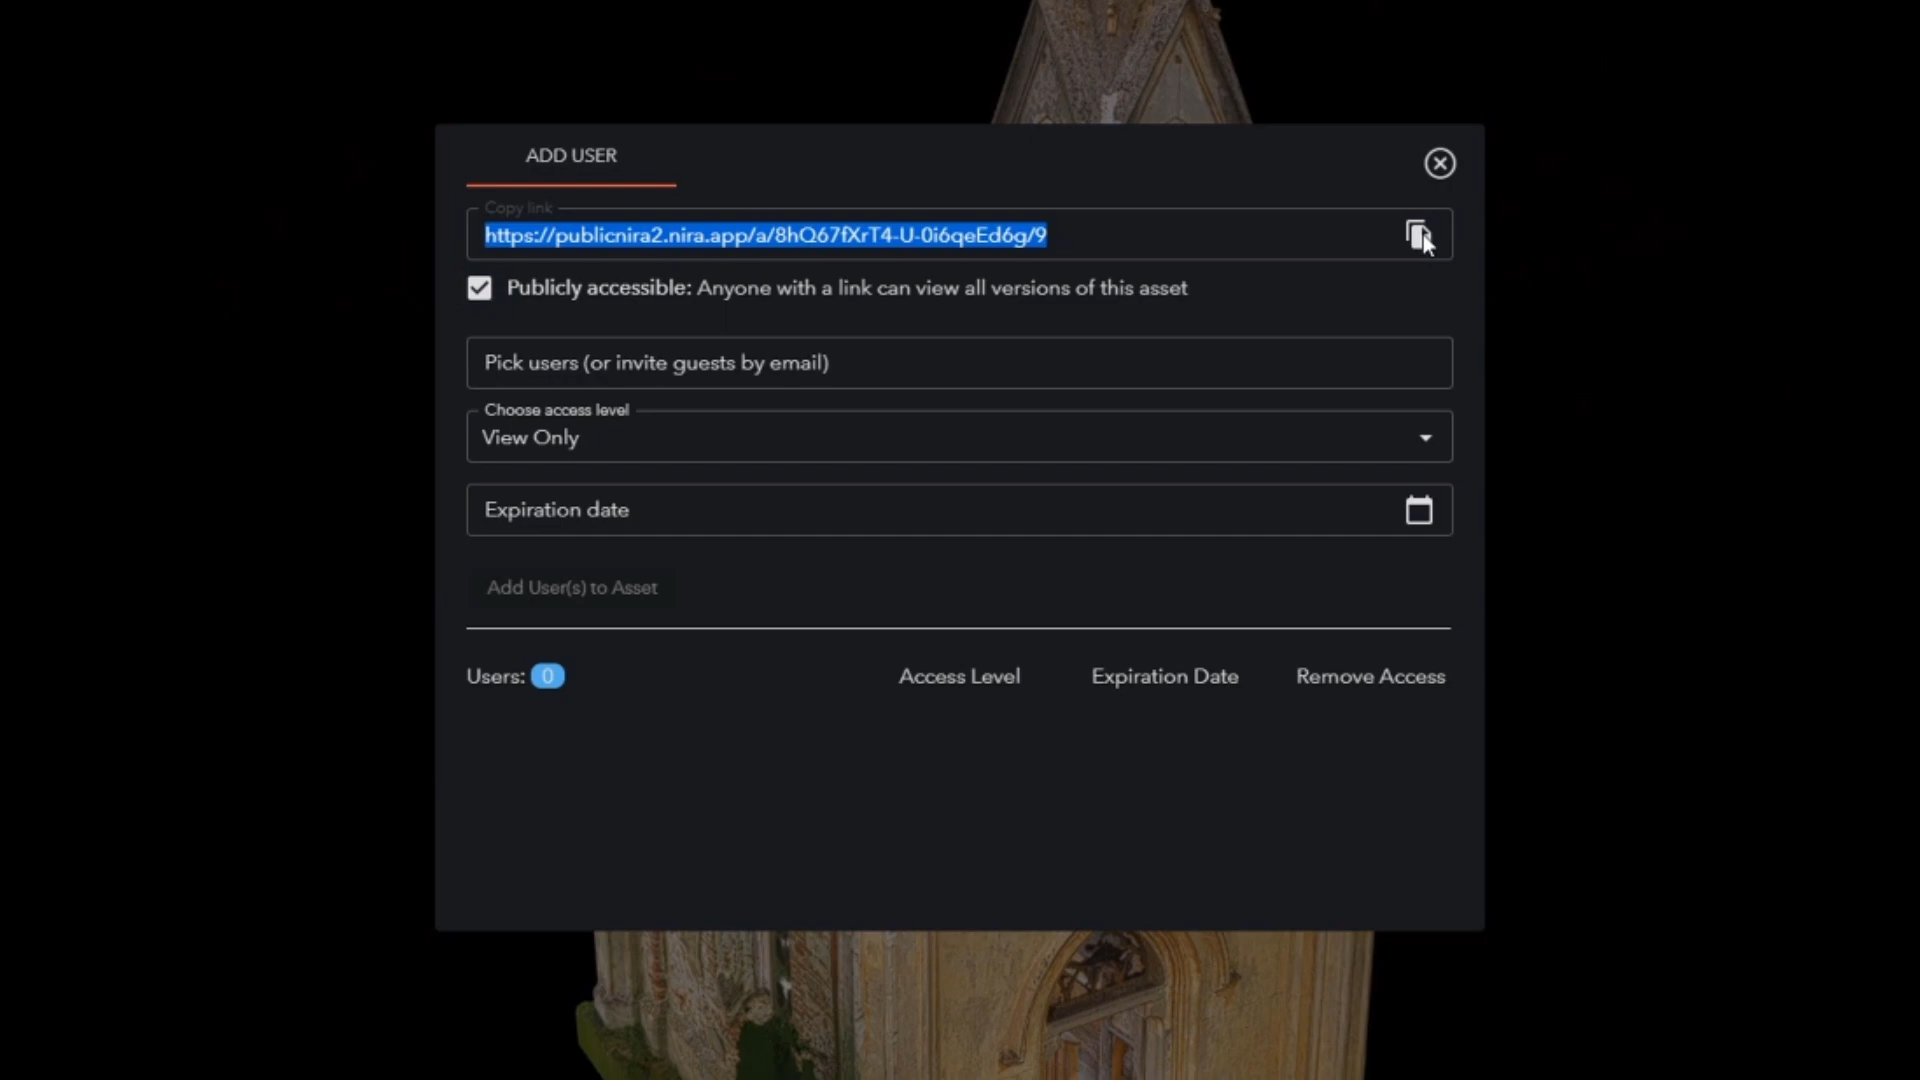 ADD USER
Copy link
https://publicnira2.nira.app/a/8hQ67fXrT4-U-0i6qeEd6g/9
Publicly accessible: Anyone with a link can view all versions of this asset
Pick users (or invite guests by email)
Choose access level
View Only
Expiration date
Add User(s) to Asset
Users: 0 Access Level Expiration Date Remove Access